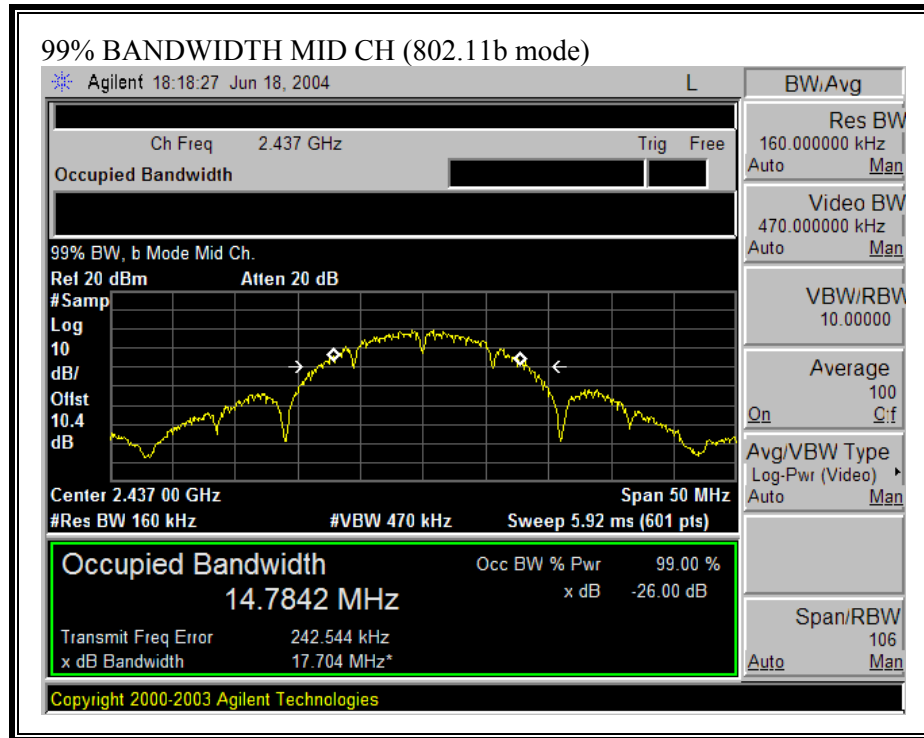 99% BANDWIDTH MID CH (802.11b mode)
Agilent 18:18:27 Jun 18, 2004 L
BW/Avg
Ch Freq 2.437 GHz Trig Free
Occupied Bandwidth
Res BW
160.000000 kHz
Auto Man
Video BW
470.000000 kHz
Auto Man
VBW/RBW
10.00000
Average
100
On
Avg/VBW Type
Log-Pwr (Video)
Auto Man
Span/RBW
106
Auto Man
99% BW, b Mode Mid Ch.
Ref 20 dBm Atten 20 dB
#Samp
Log
10
dB/
Offst
10.4
dB
Center 2.437 00 GHz Span 50 MHz
#Res BW 160 kHz #VBW 470 kHz Sweep 5.92 ms (601 pts)
Occupied Bandwidth Occ BW % Pwr 99.00 %
14.7842 MHz x dB -26.00 dB
Transmit Freq Error 242.544 kHz
x dB Bandwidth 17.704 MHz*
Copyright 2000-2003 Agilent Technologies